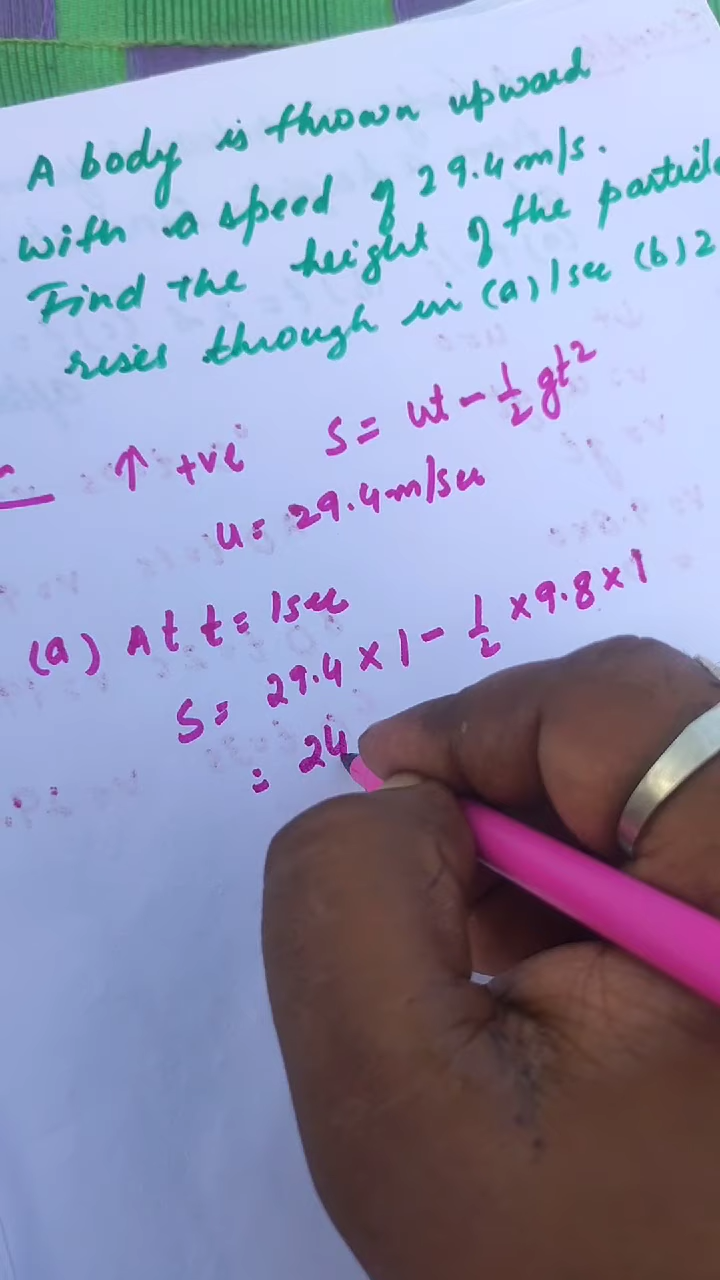 A body is thrown upward
with a speed of 29.4 m/s.
Find the height of the particle
rises through in (a) 1 sec (b) 2
↑ +ve S = ut - 1/2 gt²
u = 29.4 m/sec
(a) At t = 1 sec
S = 29.4 × 1 - 1/2 × 9.8 × 1
= 24